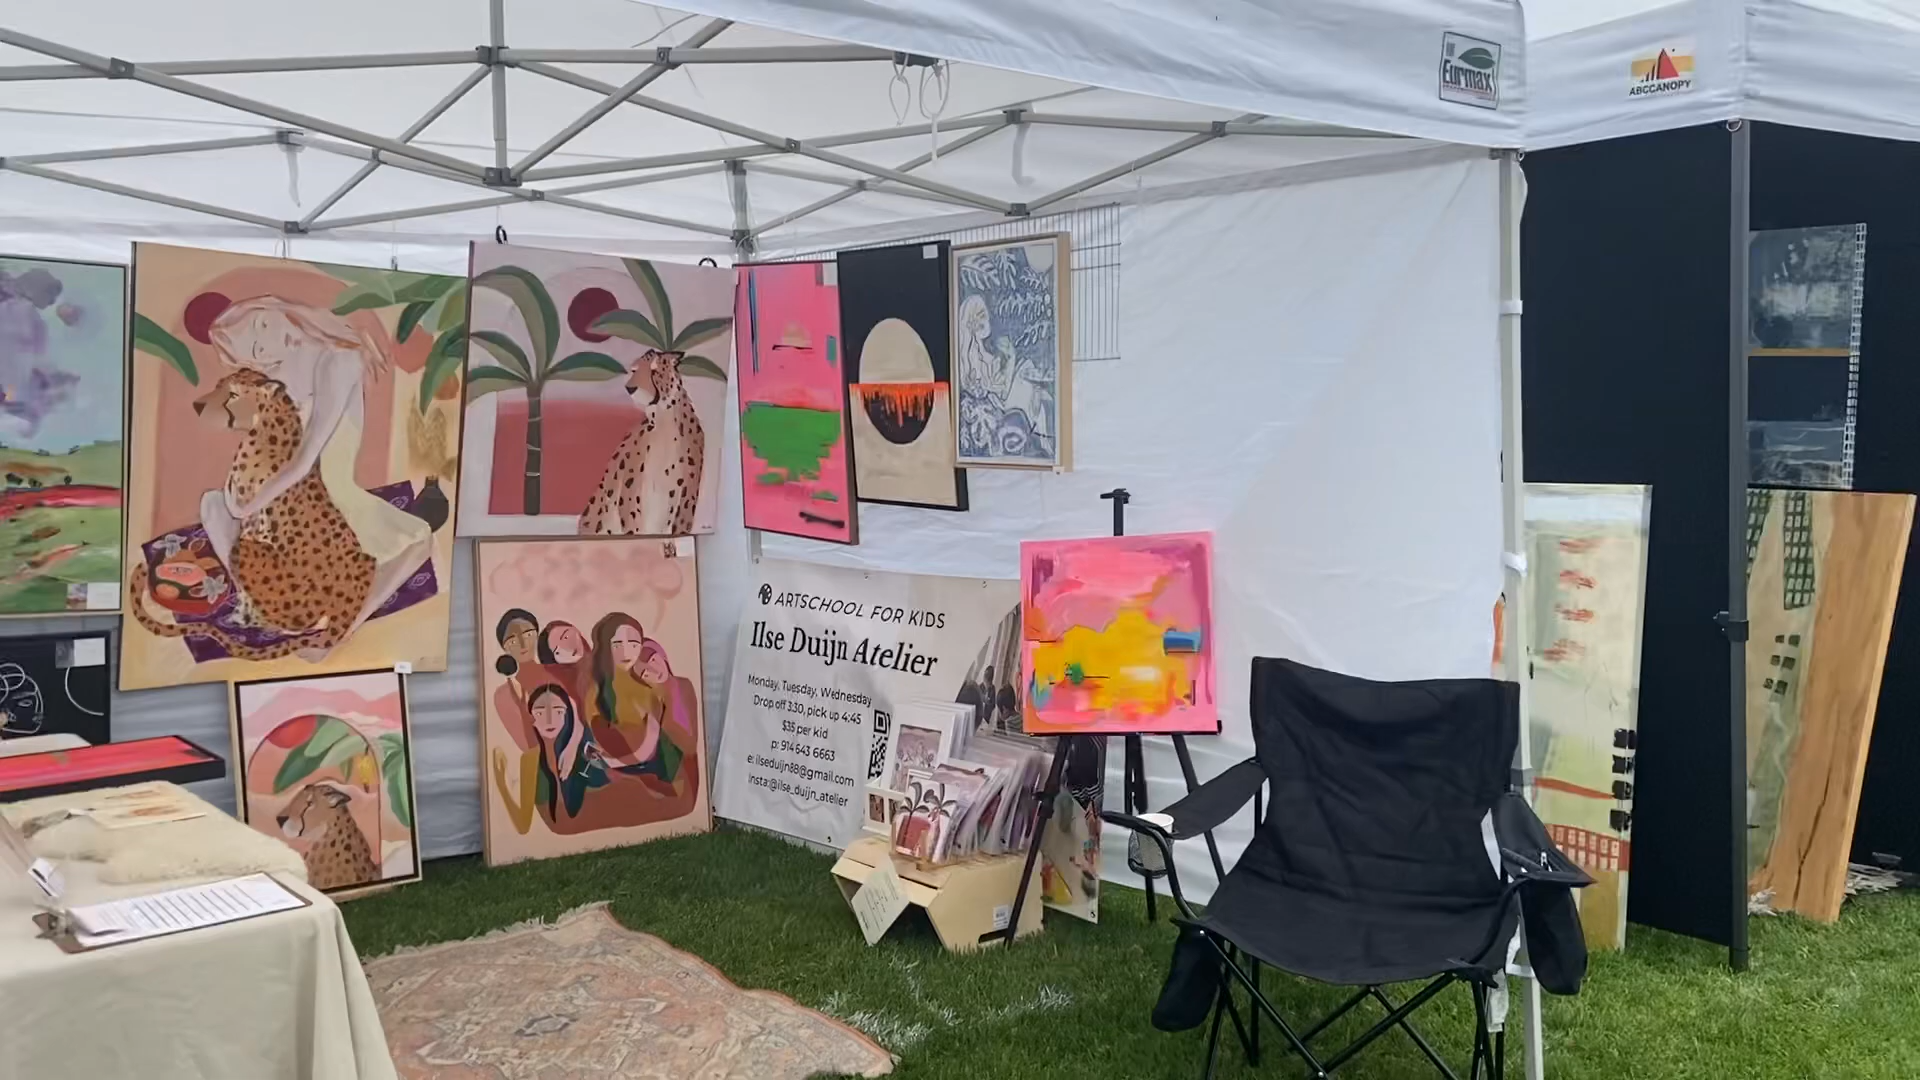 Eurmax
ABCCANOPY
ARTSCHOOL FOR KIDS
Ilse Duijn Atelier
Monday, Tuesday, Wednesday
Drop off 3:30, pick up 4:45
$35 per kid
p: 914 643 6663
e: ilseduijn88@gmail.com
Insta:@ilse_duijn_atelier